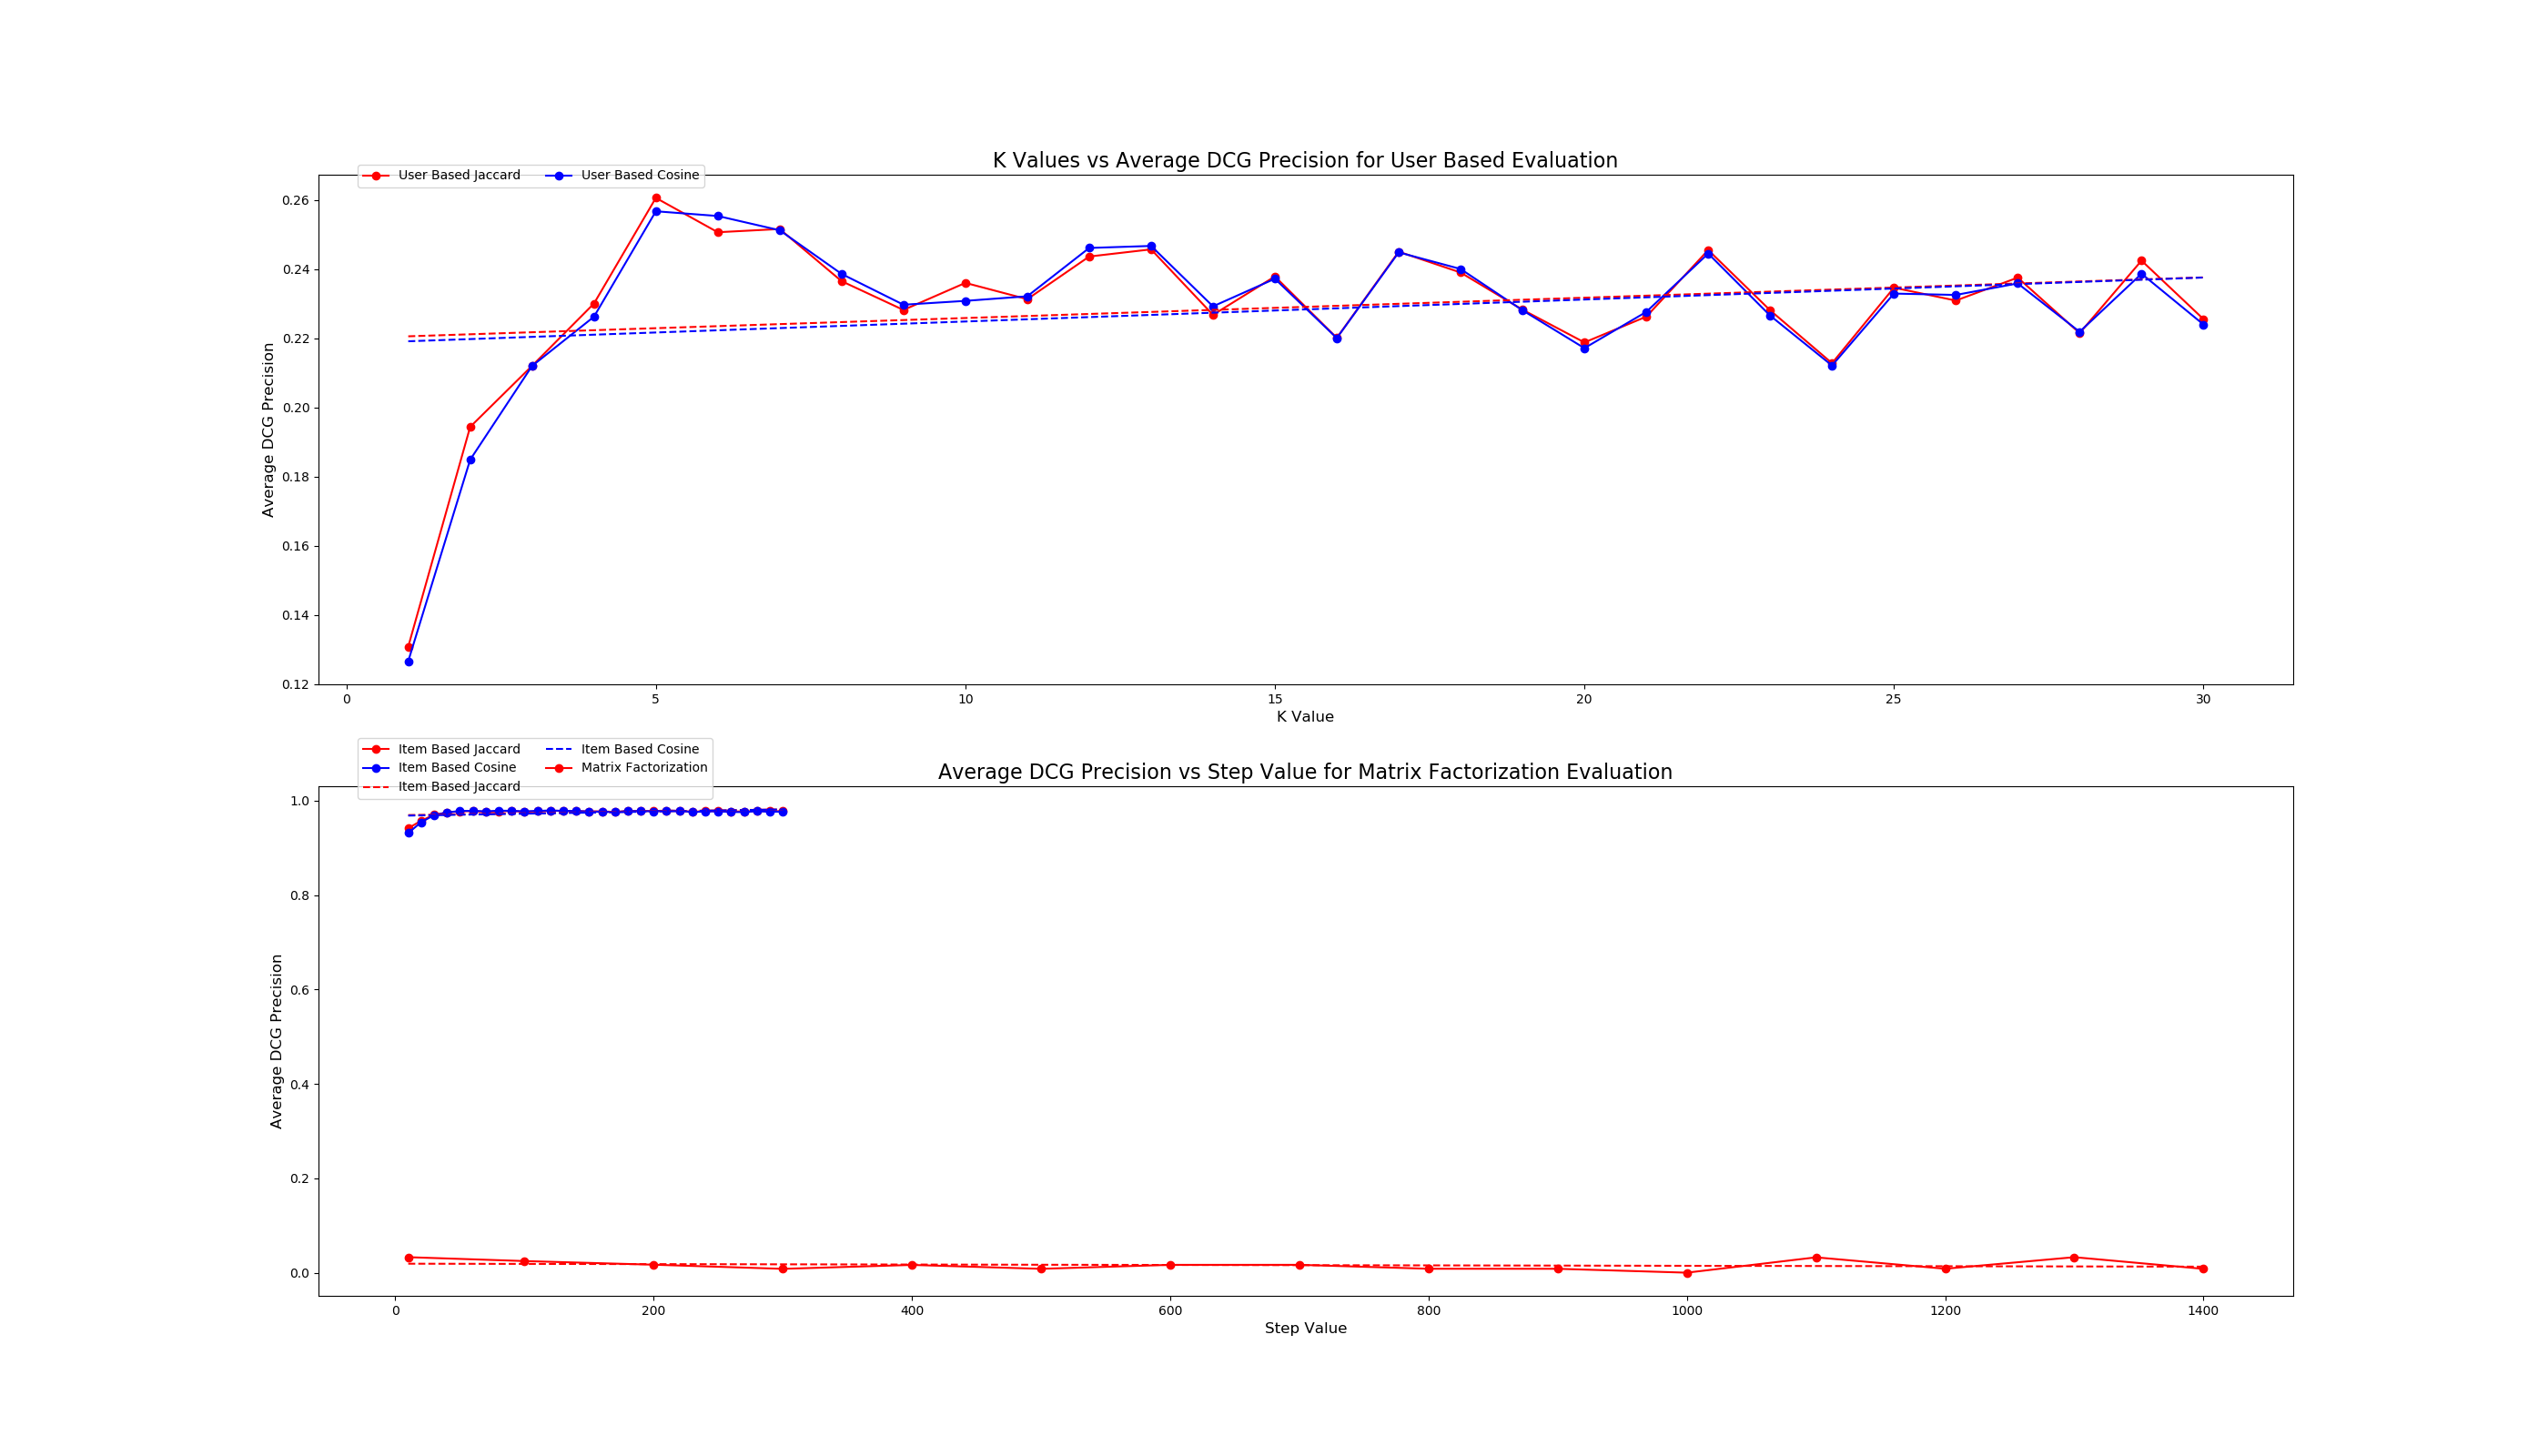 K Values vs Average DCG Precision for User Based Evaluation
User Based Jaccard User Based Cosine
0.26
0.24
0.22
0.20
0.18
0.16
0.14
0.12
Average DCG Precision
0 5 10 15 20 25 30
K Value
Item Based Jaccard Item Based Cosine
Item Based Cosine Matrix Factorization
Item Based Jaccard
Average DCG Precision vs Step Value for Matrix Factorization Evaluation
1.0
0.8
0.6
0.4
0.2
0.0
Average DCG Precision
0 200 400 600 800 1000 1200 1400
Step Value